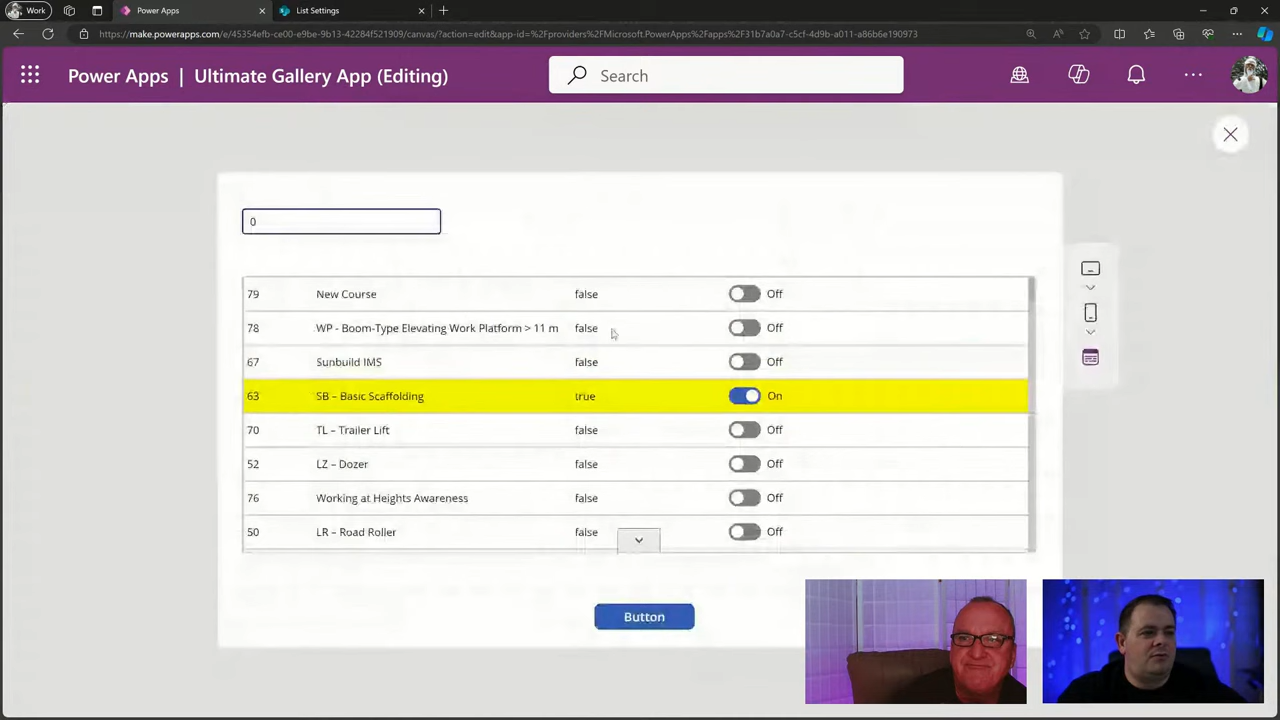 Work
Power Apps
List Settings
https://make.powerapps.com/e/45354efb-ce00-e9be-9b13-42284f521909/canvas/?action=edit&app-id=%2Fproviders%2FMicrosoft.PowerApps%2Fapps%2F31b7a0a7-c5cf-4d9b-a011-a86b6e190973
Power Apps | Ultimate Gallery App (Editing)
Search
0
79 New Course false Off
78 WP - Boom-Type Elevating Work Platform > 11 m false Off
67 Sunbuild IMS false Off
63 SB – Basic Scaffolding true On
70 TL – Trailer Lift false Off
52 LZ – Dozer false Off
76 Working at Heights Awareness false Off
50 LR – Road Roller false Off
Button